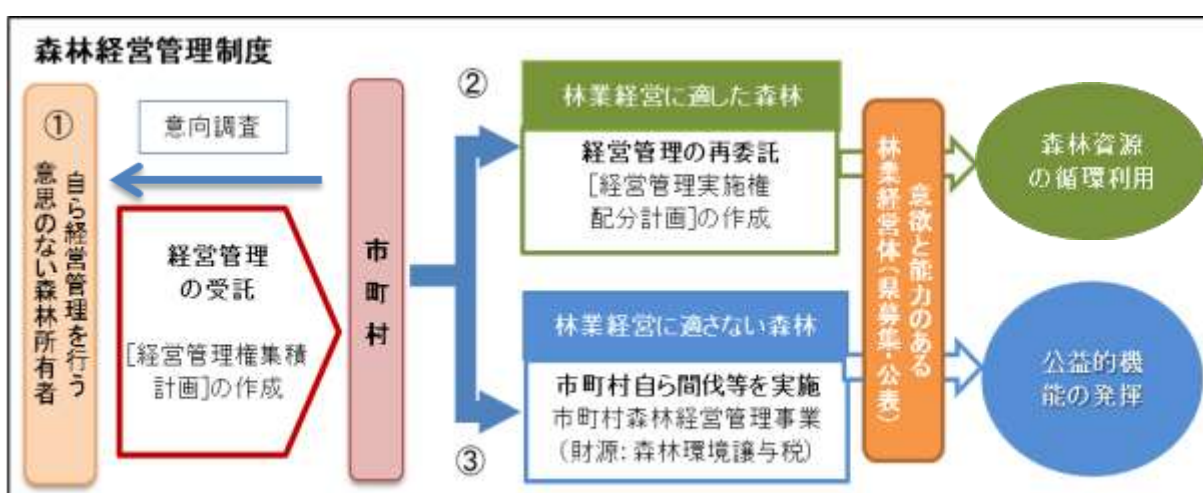 森林経営管理制度
①
自ら経営管理を行う
意思のない森林所有者
意向調査
経営管理
の受託
[経営管理権集積
計画]の作成
市町村
②
林業経営に適した森林
経営管理の再委託
[経営管理実施権
配分計画]の作成
③
林業経営に適さない森林
市町村自ら間伐等を実施
市町村森林経営管理事業
(財源:森林環境譲与税)
意欲と能力のある
林業経営体(県募集・公表)
森林資源
の循環利用
公益的機
能の発揮